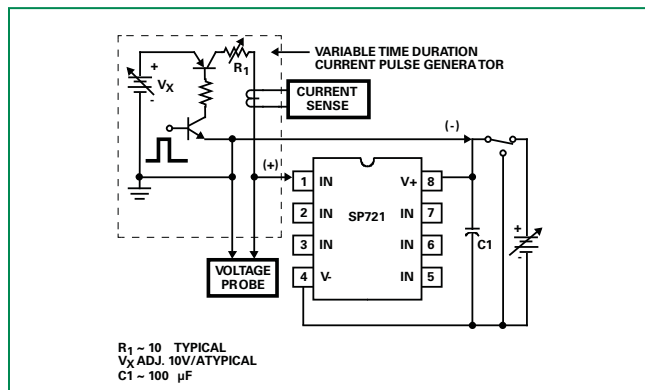 VARIABLE TIME DURATION
CURRENT PULSE GENERATOR
+
VX
-
R1
CURRENT
SENSE
(-)
(+)
1 IN
2 IN
3 IN
4 V-
SP721
V+ 8
IN 7
IN 6
IN 5
C1
+
-
VOLTAGE
PROBE
R1 ~ 10 TYPICAL
VX ADJ. 10V/ATYPICAL
C1 ~ 100 µF